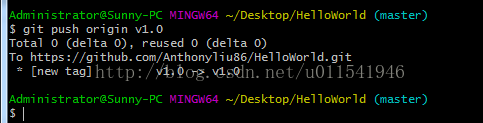 Administrator@Sunny-PC MINGW64 ~/Desktop/HelloWorld (master)
$ git push origin v1.0
Total 0 (delta 0), reused 0 (delta 0)
To https://github.com/Anthonyliu86/HelloWorld.git
 * [new tag]         v1.0 -> v1.0
http://blog.csdn.net/u011541946
Administrator@Sunny-PC MINGW64 ~/Desktop/HelloWorld (master)
$